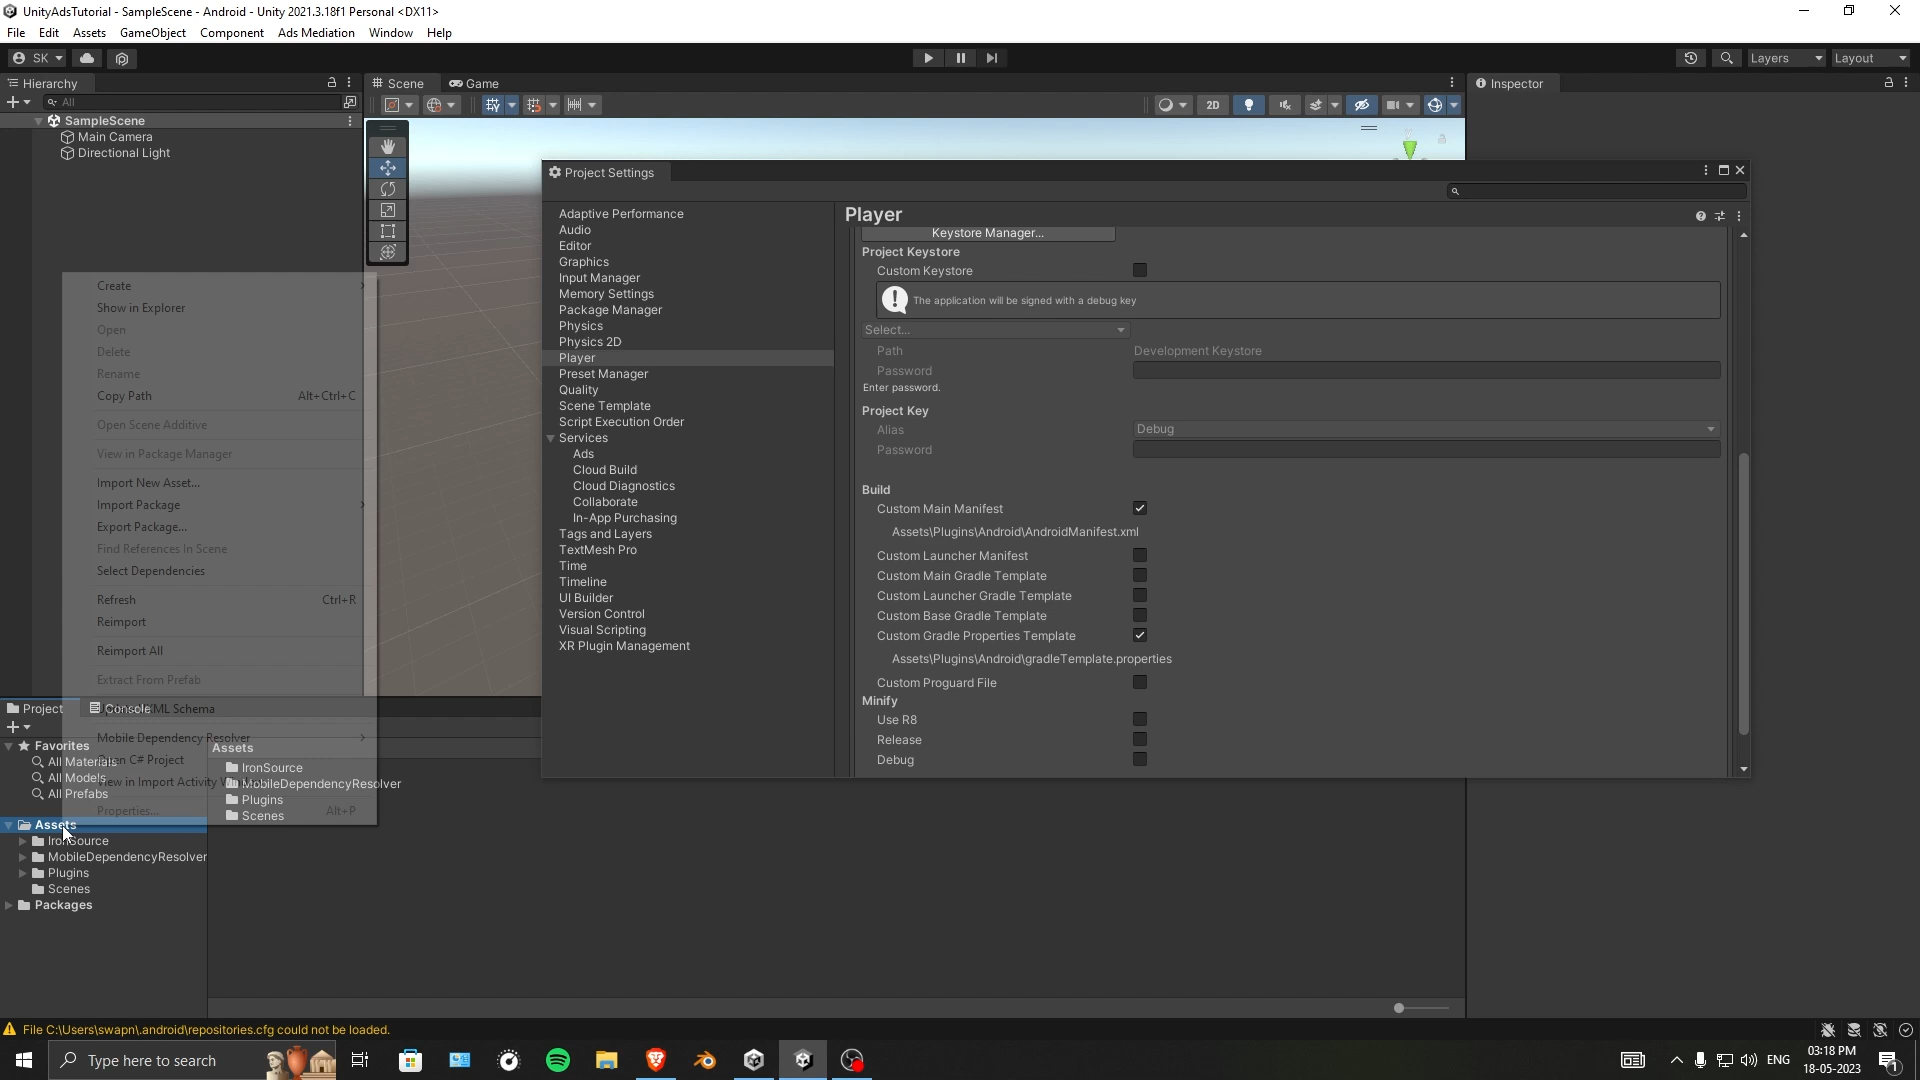 UnityAdsTutorial - SampleScene - Android - Unity 2021.3.18f1 Personal <DX11>
File Edit Assets GameObject Component Ads Mediation Window Help
SK
Layers
Layout
Hierarchy
All
SampleScene
Main Camera
Directional Light
Scene
Game
2D
Inspector
Create
Show in Explorer
Open
Delete
Rename
Copy Path Alt+Ctrl+C
Open Scene Additive
View in Package Manager
Import New Asset...
Import Package
Export Package...
Find References In Scene
Select Dependencies
Refresh Ctrl+R
Reimport
Reimport All
Extract From Prefab
Schema
Mobile Dependency Resolver
C# Project
View in Import Activity
Properties... Alt+P
Project Settings
Adaptive Performance
Audio
Editor
Graphics
Input Manager
Memory Settings
Package Manager
Physics
Physics 2D
Player
Preset Manager
Quality
Scene Template
Script Execution Order
Services
Ads
Cloud Build
Cloud Diagnostics
Collaborate
In-App Purchasing
Tags and Layers
TextMesh Pro
Time
Timeline
UI Builder
Version Control
Visual Scripting
XR Plugin Management
Player
Keystore Manager...
Project Keystore
Custom Keystore
The application will be signed with a debug key
Select...
Path Development Keystore
Password
Enter password.
Project Key
Alias Debug
Password
Build
Custom Main Manifest
Assets\Plugins\Android\AndroidManifest.xml
Custom Launcher Manifest
Custom Main Gradle Template
Custom Launcher Gradle Template
Custom Base Gradle Template
Custom Gradle Properties Template
Assets\Plugins\Android\gradleTemplate.properties
Custom Proguard File
Minify
Use R8
Release
Debug
Project
Console
Favorites
All Materials
All Models
All Prefabs
Assets
IronSource
MobileDependencyResolver
Plugins
Scenes
Packages
Assets
IronSource
MobileDependencyResolver
Plugins
Scenes
File C:\Users\swapn\.android\repositories.cfg could not be loaded.
Type here to search
ENG
03:18 PM
18-05-2023
1